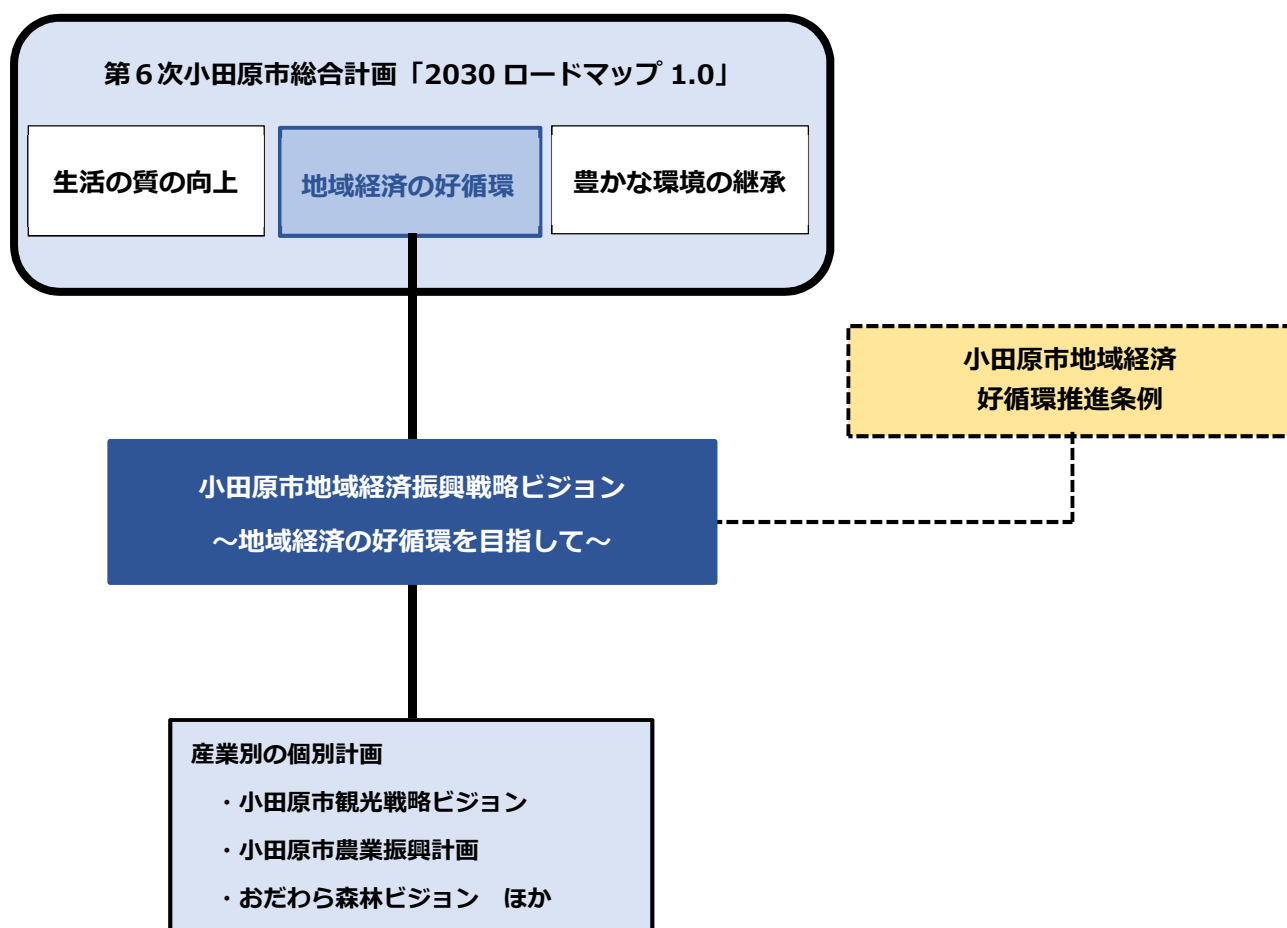 第６次小田原市総合計画「2030 ロードマップ 1.0」
生活の質の向上
地域経済の好循環
豊かな環境の継承
小田原市地域経済
好循環推進条例
小田原市地域経済振興戦略ビジョン
～地域経済の好循環を目指して～
産業別の個別計画
・小田原市観光戦略ビジョン
・小田原市農業振興計画
・おだわら森林ビジョン　ほか